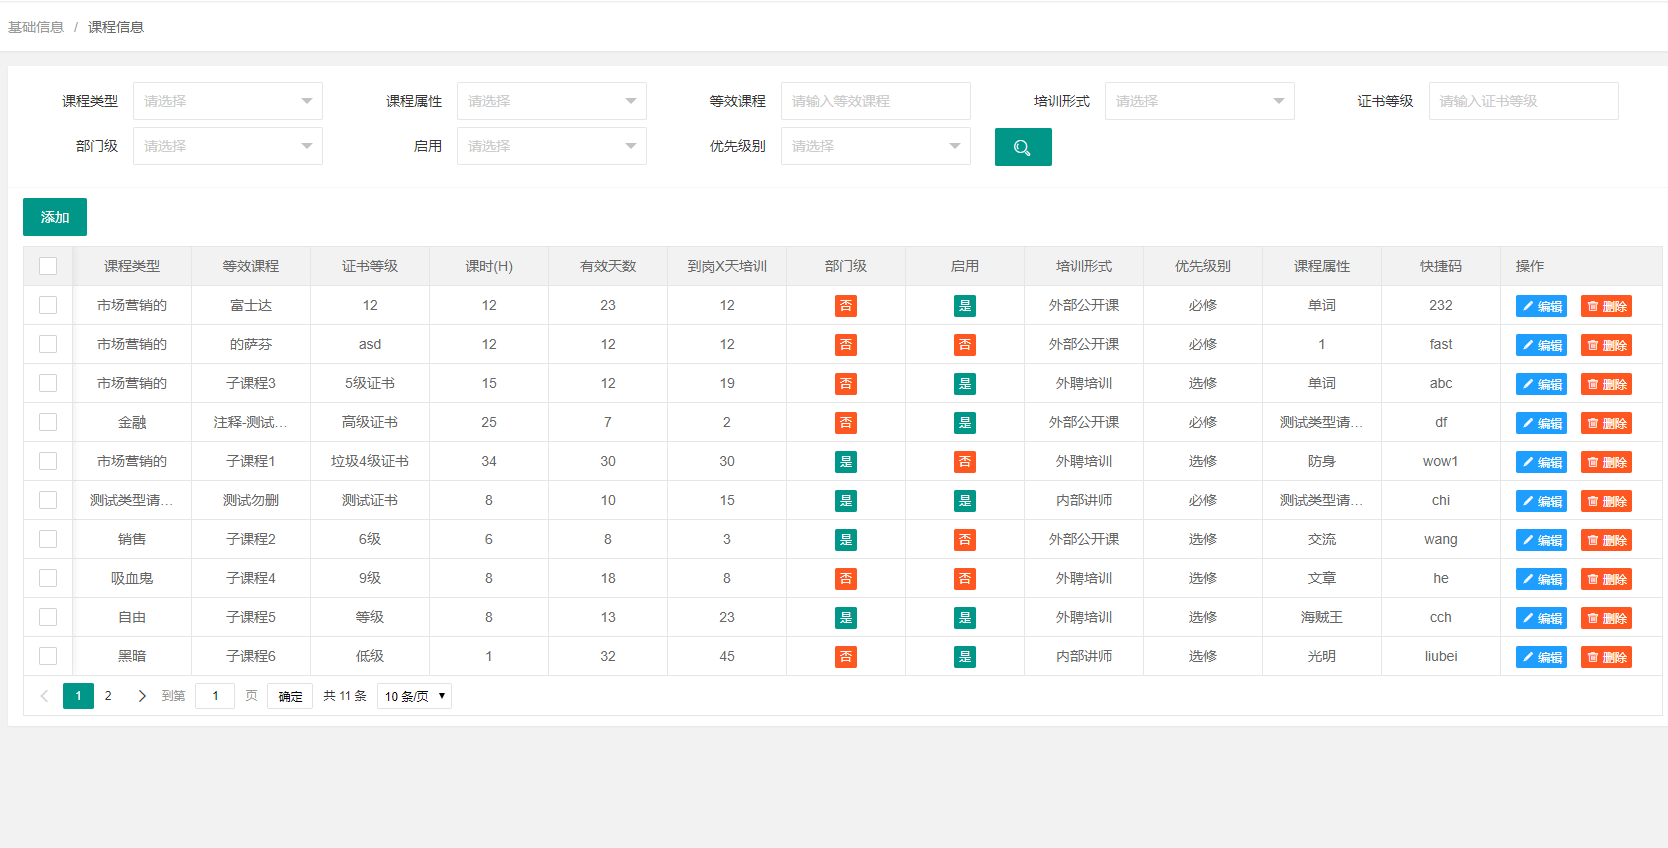 基础信息 / 课程信息
课程类型 请选择 课程属性 请选择 等效课程 请输入等效课程 培训形式 请选择 证书等级 请输入证书等级
部门级 请选择 启用 请选择 优先级别 请选择
添加
课程类型 等效课程 证书等级 课时(H) 有效天数 到岗X天培训 部门级 启用 培训形式 优先级别 课程属性 快捷码 操作
市场营销的 富士达 12 12 23 12 否 是 外部公开课 必修 单词 232 编辑 删除
市场营销的 的萨芬 asd 12 12 12 否 否 外部公开课 必修 1 fast 编辑 删除
市场营销的 子课程3 5级证书 15 12 19 否 是 外聘培训 选修 单词 abc 编辑 删除
金融 注释-测试... 高级证书 25 7 2 否 是 外部公开课 必修 测试类型请... df 编辑 删除
市场营销的 子课程1 垃圾4级证书 34 30 30 是 否 外聘培训 选修 防身 wow1 编辑 删除
测试类型请... 测试勿删 测试证书 8 10 15 是 是 内部讲师 必修 测试类型请... chi 编辑 删除
销售 子课程2 6级 6 8 3 是 否 外部公开课 选修 交流 wang 编辑 删除
吸血鬼 子课程4 9级 8 18 8 否 否 外聘培训 选修 文章 he 编辑 删除
自由 子课程5 等级 8 13 23 是 是 外聘培训 选修 海贼王 cch 编辑 删除
黑暗 子课程6 低级 1 32 45 否 是 内部讲师 选修 光明 liubei 编辑 删除
1 2 到第 1 页 确定 共 11 条 10 条/页